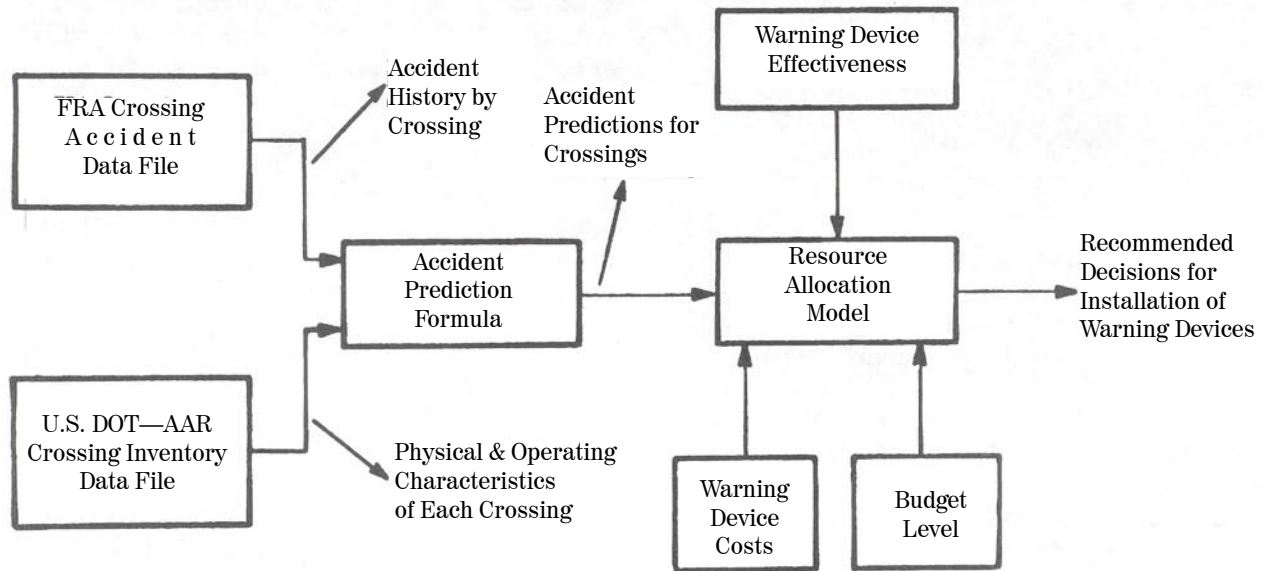 FRA Crossing
A c c i d e n t
Data File
Accident
History by
Crossing
Accident
Predictions for
Crossings
Warning Device
Effectiveness
Accident
Prediction
Formula
Resource
Allocation
Model
Recommended
Decisions for
Installation of
Warning Devices
U.S. DOT—AAR
Crossing Inventory
Data File
Physical & Operating
Characteristics
of Each Crossing
Warning
Device
Costs
Budget
Level